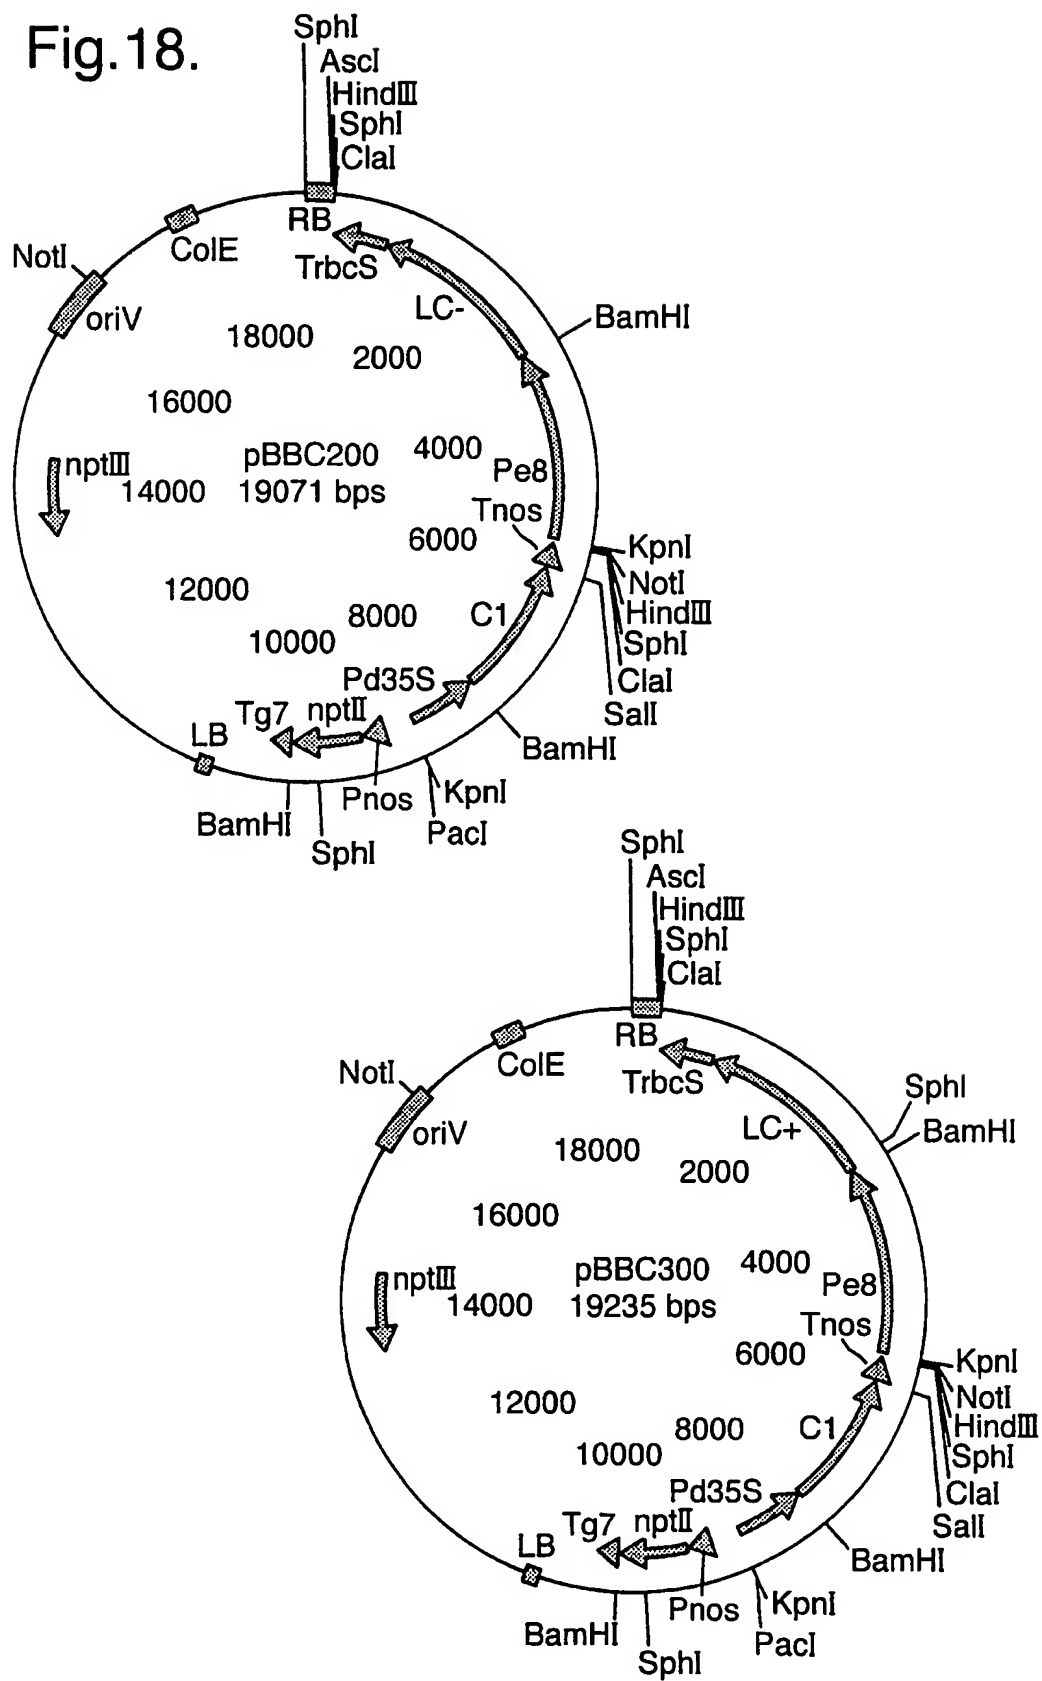 Fig.18.
SphI
AscI
HindIII
SphI
ClaI
RB
ColE
NotI
oriV
TrbcS
LC-
BamHI
18000
2000
16000
pBBC200
4000
Pe8
nptIII
14000
19071 bps
Tnos
6000
KpnI
NotI
HindIII
SphI
ClaI
SalI
12000
8000
C1
10000
Pd35S
Tg7
nptII
LB
BamHI
Pnos
KpnI
BamHI
SphI
PacI
SphI
AscI
HindIII
SphI
ClaI
RB
ColE
NotI
oriV
TrbcS
SphI
LC+
BamHI
18000
2000
16000
pBBC300
4000
Pe8
nptIII
14000
19235 bps
Tnos
6000
KpnI
NotI
HindIII
SphI
ClaI
SalI
12000
8000
C1
10000
Pd35S
Tg7
nptII
LB
BamHI
Pnos
KpnI
BamHI
SphI
PacI